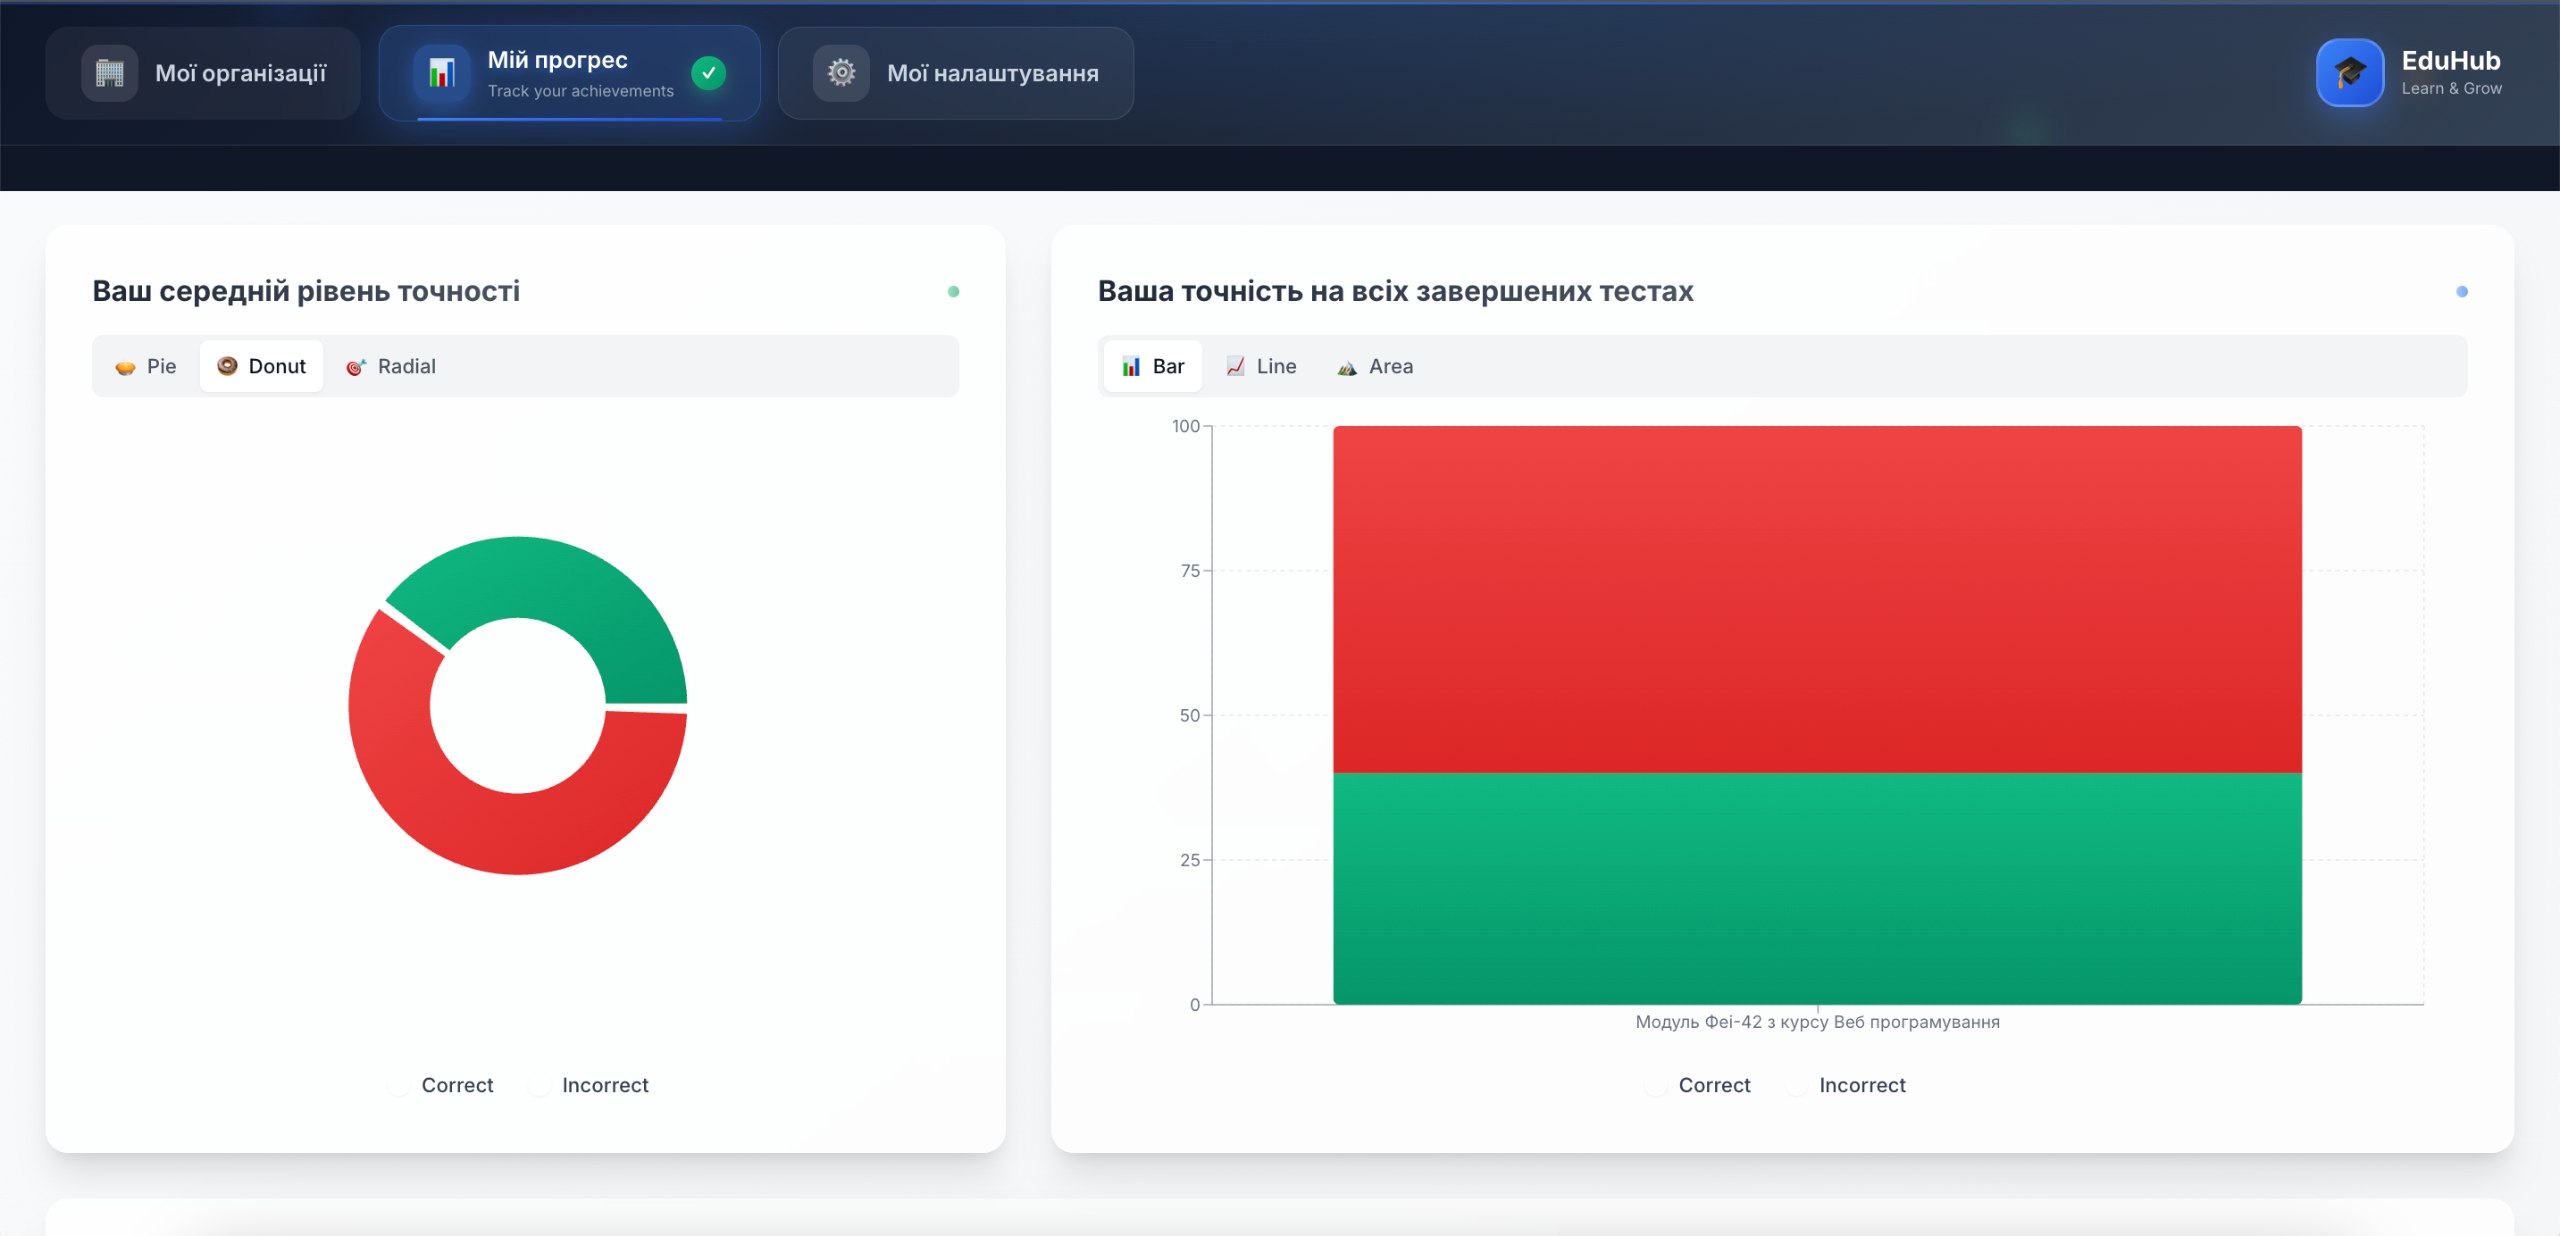 Мої організації
Мій прогрес
Track your achievements
Мої налаштування
EduHub
Learn & Grow
Ваш середній рівень точності
Pie
Donut
Radial
Correct
Incorrect
Ваша точність на всіх завершених тестах
Bar
Line
Area
100
75
50
25
0
Модуль Феі-42 з курсу Веб програмування
Correct
Incorrect